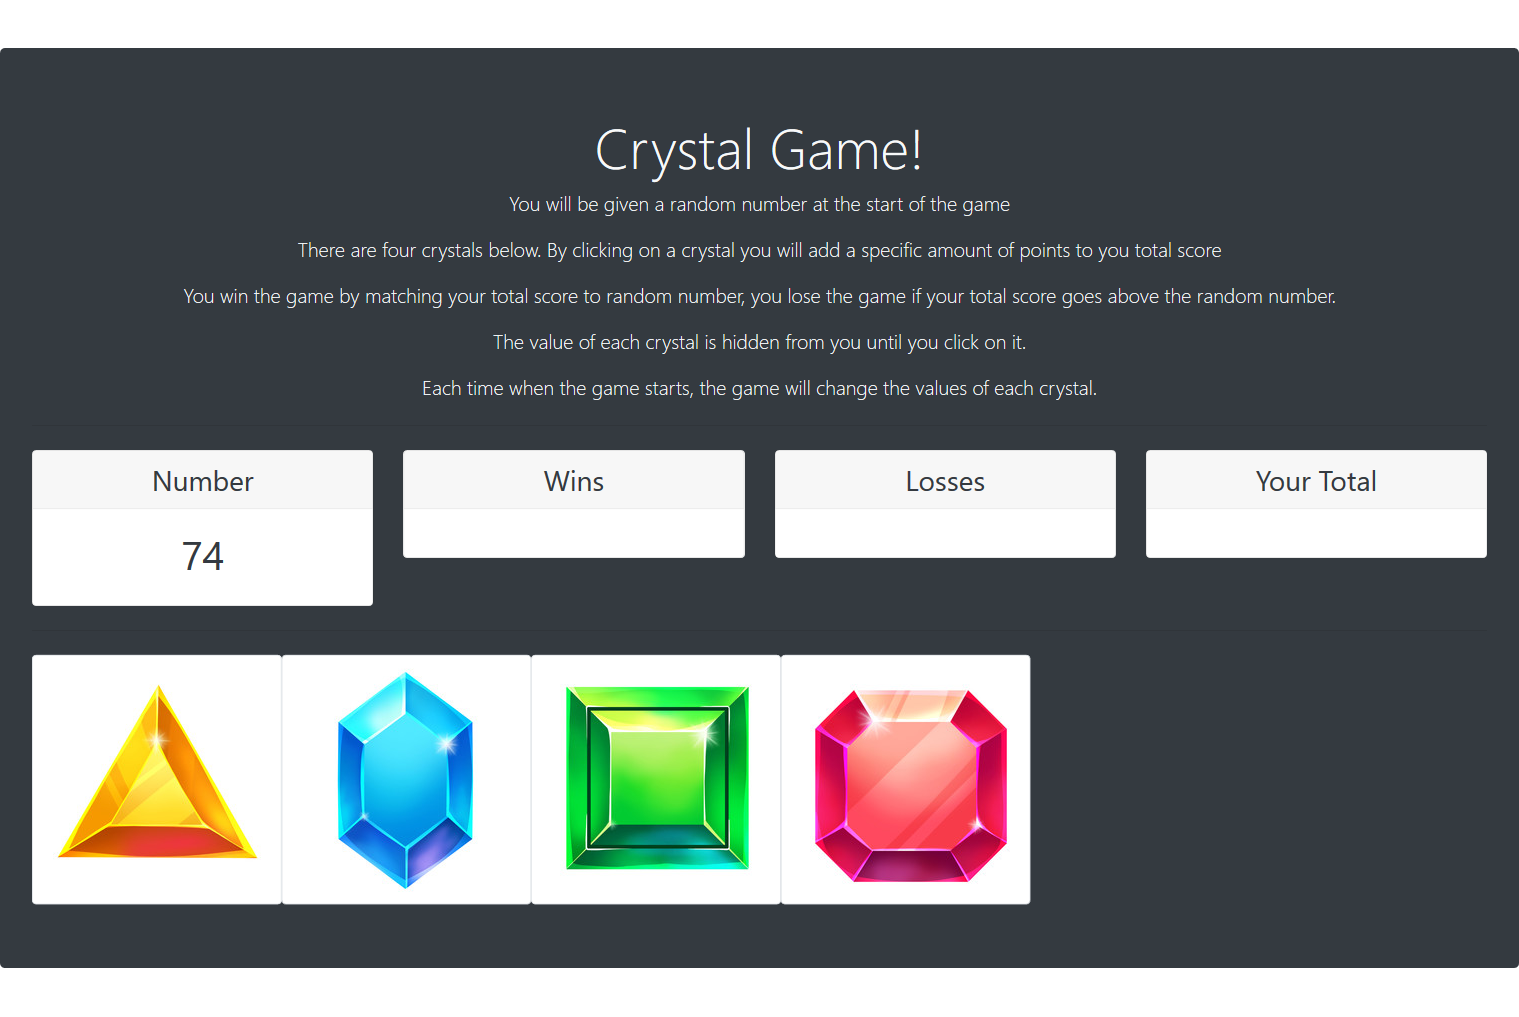 Crystal Game!
You will be given a random number at the start of the game
There are four crystals below. By clicking on a crystal you will add a specific amount of points to you total score
You win the game by matching your total score to random number, you lose the game if your total score goes above the random number.
The value of each crystal is hidden from you until you click on it.
Each time when the game starts, the game will change the values of each crystal.
Number
Wins
Losses
Your Total
74